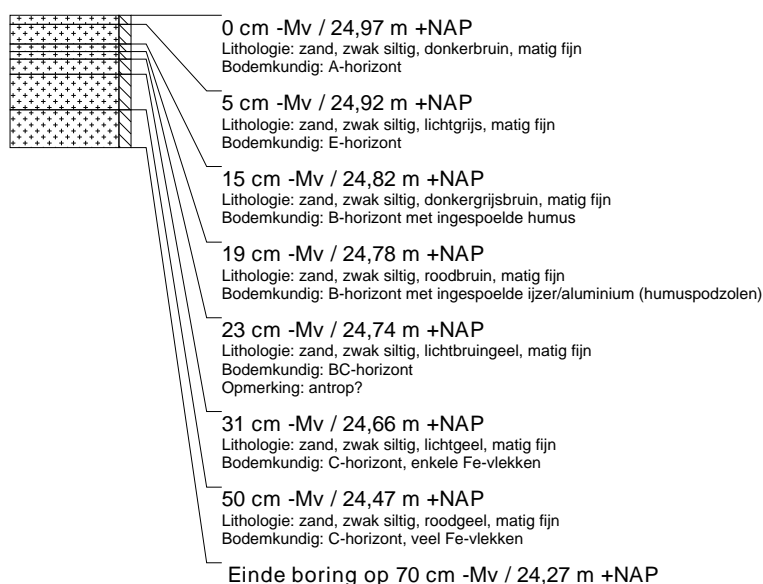 0 cm -Mv / 24,97 m +NAP
Lithologie: zand, zwak siltig, donkerbruin, matig fijn
Bodemkundig: A-horizont
5 cm -Mv / 24,92 m +NAP
Lithologie: zand, zwak siltig, lichtgrijs, matig fijn
Bodemkundig: E-horizont
15 cm -Mv / 24,82 m +NAP
Lithologie: zand, zwak siltig, donkergrijsbruin, matig fijn
Bodemkundig: B-horizont met ingespoelde humus
19 cm -Mv / 24,78 m +NAP
Lithologie: zand, zwak siltig, roodbruin, matig fijn
Bodemkundig: B-horizont met ingespoelde ijzer/aluminium (humuspodzolen)
23 cm -Mv / 24,74 m +NAP
Lithologie: zand, zwak siltig, lichtbruingeel, matig fijn
Bodemkundig: BC-horizont
Opmerking: antrop?
31 cm -Mv / 24,66 m +NAP
Lithologie: zand, zwak siltig, lichtgeel, matig fijn
Bodemkundig: C-horizont, enkele Fe-vlekken
50 cm -Mv / 24,47 m +NAP
Lithologie: zand, zwak siltig, roodgeel, matig fijn
Bodemkundig: C-horizont, veel Fe-vlekken
Einde boring op 70 cm -Mv / 24,27 m +NAP